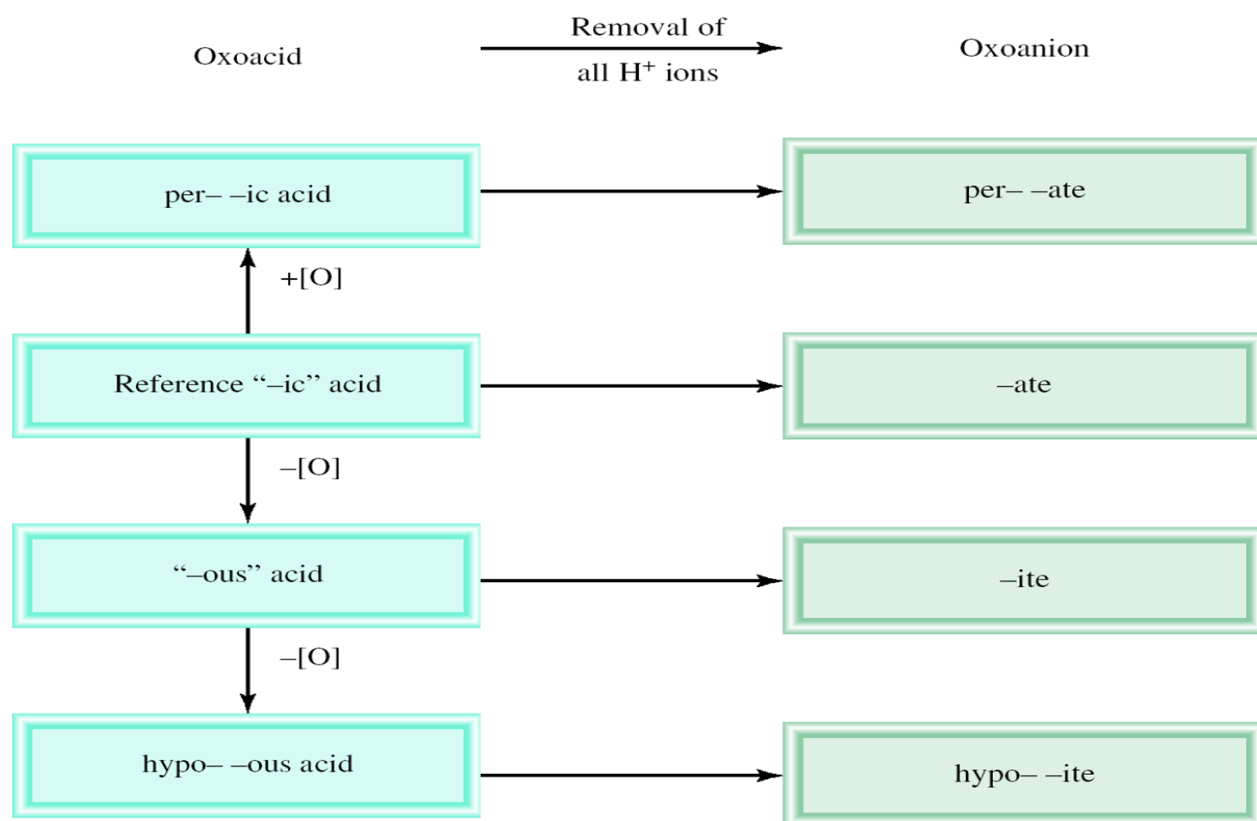 Oxoacid
Removal of
all H⁺ ions
Oxoanion
per– –ic acid
per– –ate
+[O]
Reference “–ic” acid
–ate
–[O]
“–ous” acid
–ite
–[O]
hypo– –ous acid
hypo– –ite